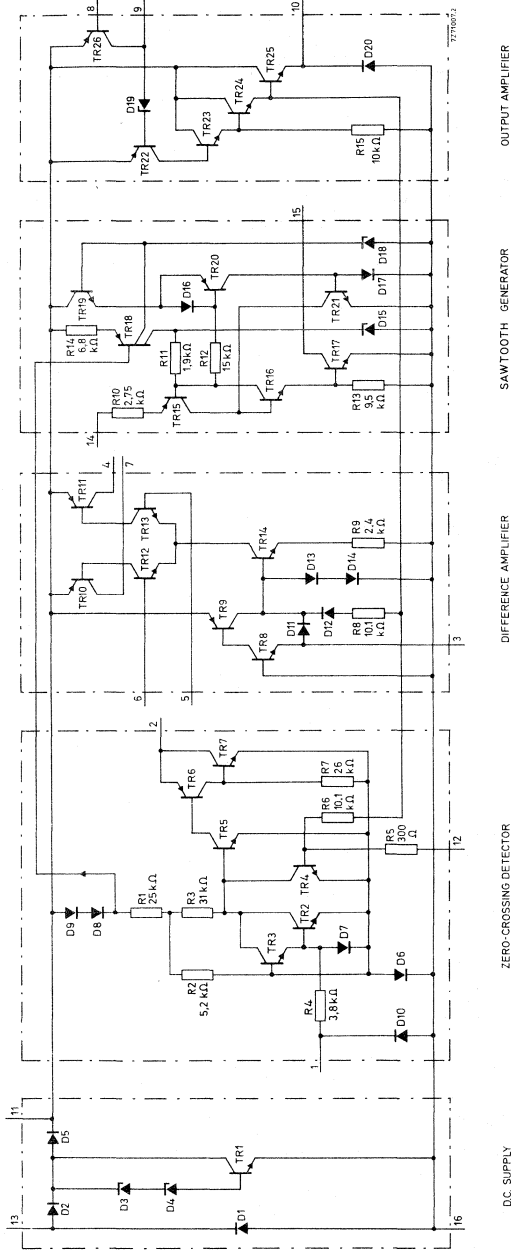 13
11
D2
D5
D3
D4
TR1
D1
16
D.C. SUPPLY
D9
D8
R1
25 kΩ
R2
5,2 kΩ
R3
31 kΩ
TR3
TR2
TR4
TR5
TR6
TR7
2
R4
3,8 kΩ
D7
D6
D10
1
R7
26
kΩ
R6
10,1
kΩ
R5
300
Ω
12
ZERO-CROSSING DETECTOR
TR10
TR11
4
7
TR12
TR13
6
5
TR9
TR8
TR14
D11
D12
D13
D14
R8
10,1
kΩ
R9
2,4
kΩ
3
DIFFERENCE AMPLIFIER
14
R10
2,75
kΩ
R14
6,8
kΩ
TR19
TR18
TR15
R11
1,9 kΩ
R12
15 kΩ
D16
TR20
TR16
TR17
TR21
R13
9,5
kΩ
D15
D17
D18
15
SAWTOOTH GENERATOR
8
9
10
TR26
D19
TR22
TR23
TR24
TR25
R15
10 kΩ
D20
7Z71007.2
OUTPUT AMPLIFIER